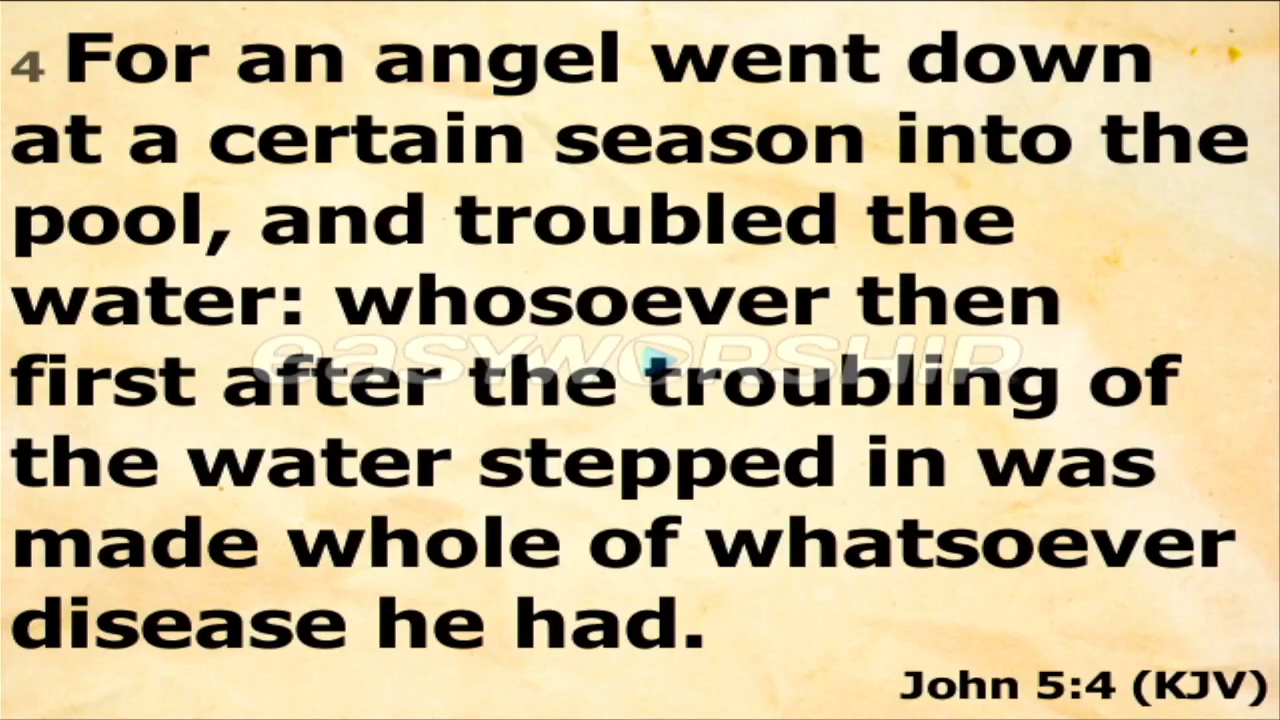 4 For an angel went down
at a certain season into the
pool, and troubled the
water: whosoever then
easyworship
first after the troubling of
the water stepped in was
made whole of whatsoever
disease he had.
John 5:4 (KJV)